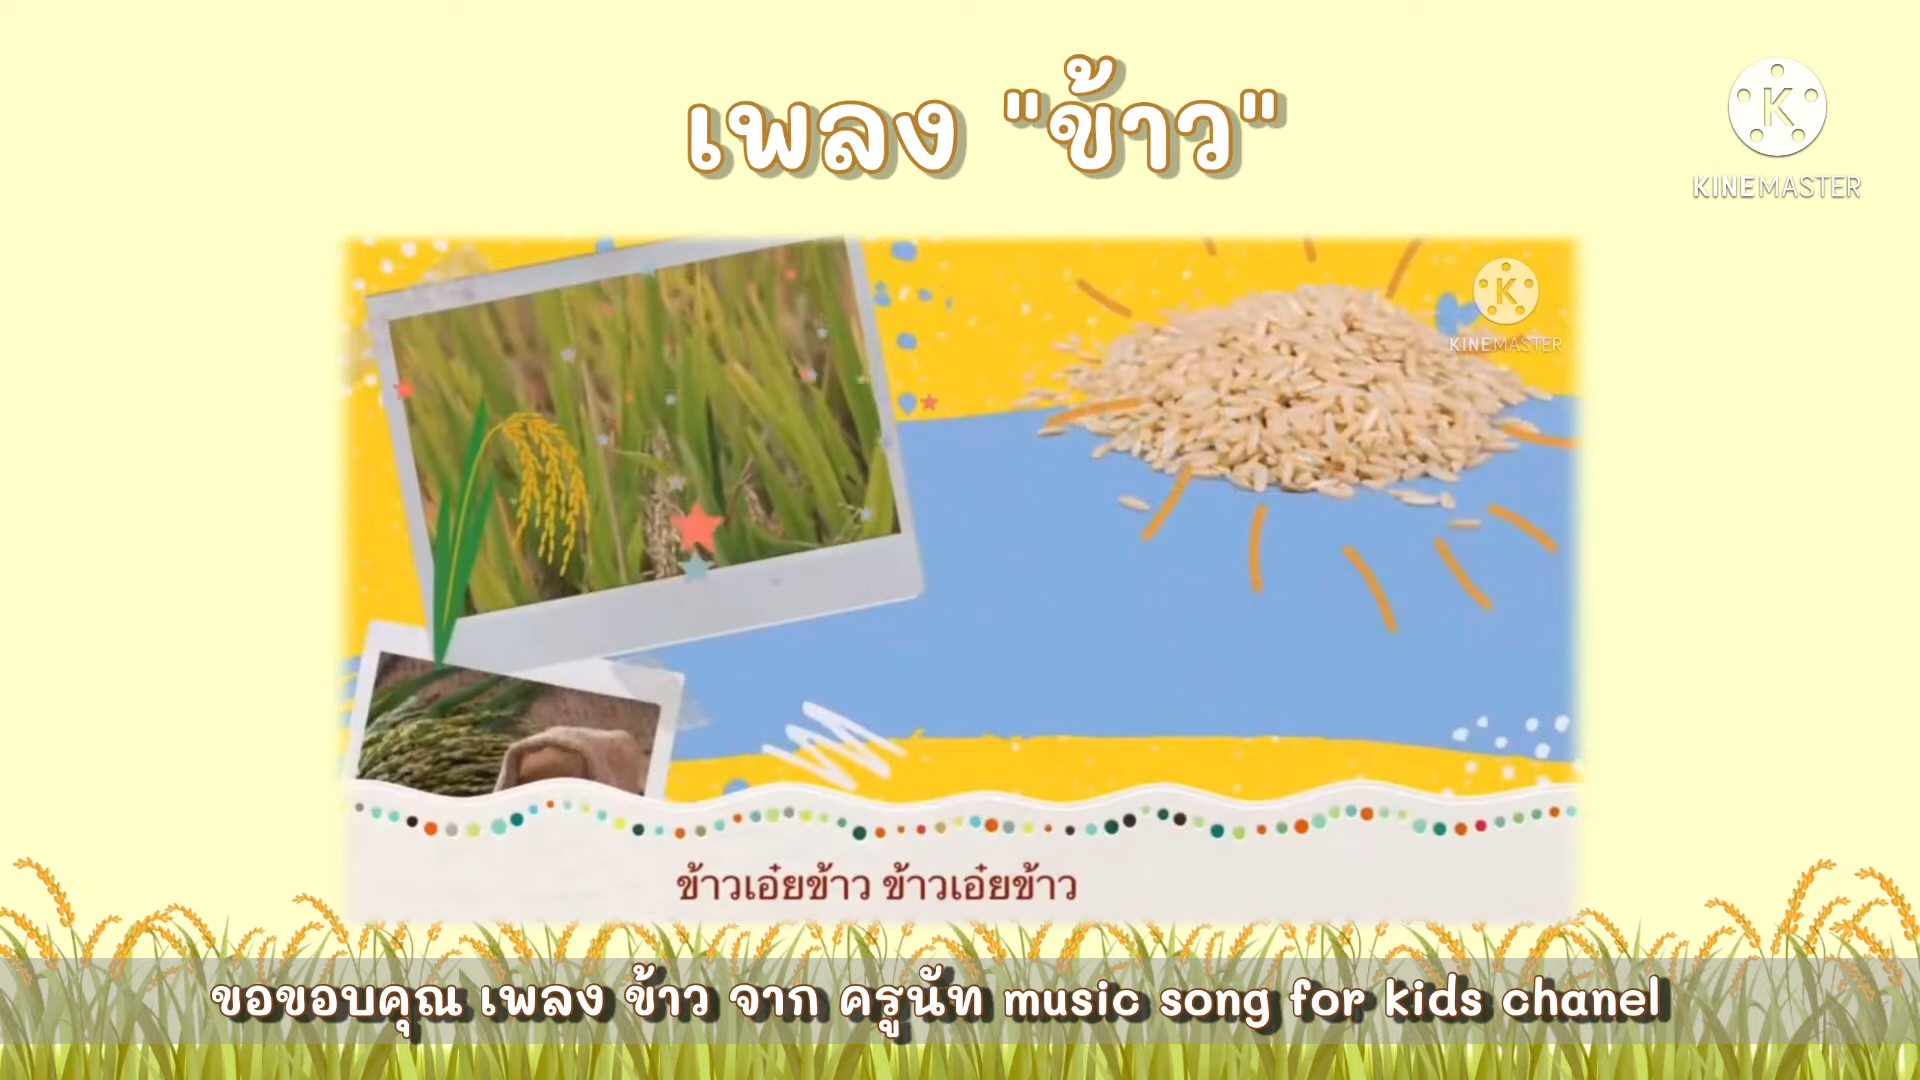 เพลง "ข้าว"
K
KINEMASTER
K
KINEMASTER
ข้าวเอ๋ยข้าว ข้าวเอ๋ยข้าว
ขอขอบคุณ เพลง ข้าว จาก ครูนัท music song for kids chanel